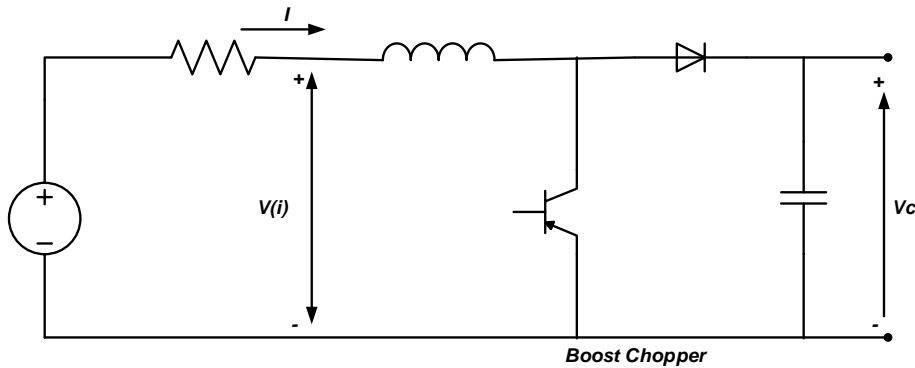 I
+
+
+
V(i)
Vc
-
-
-
Boost Chopper